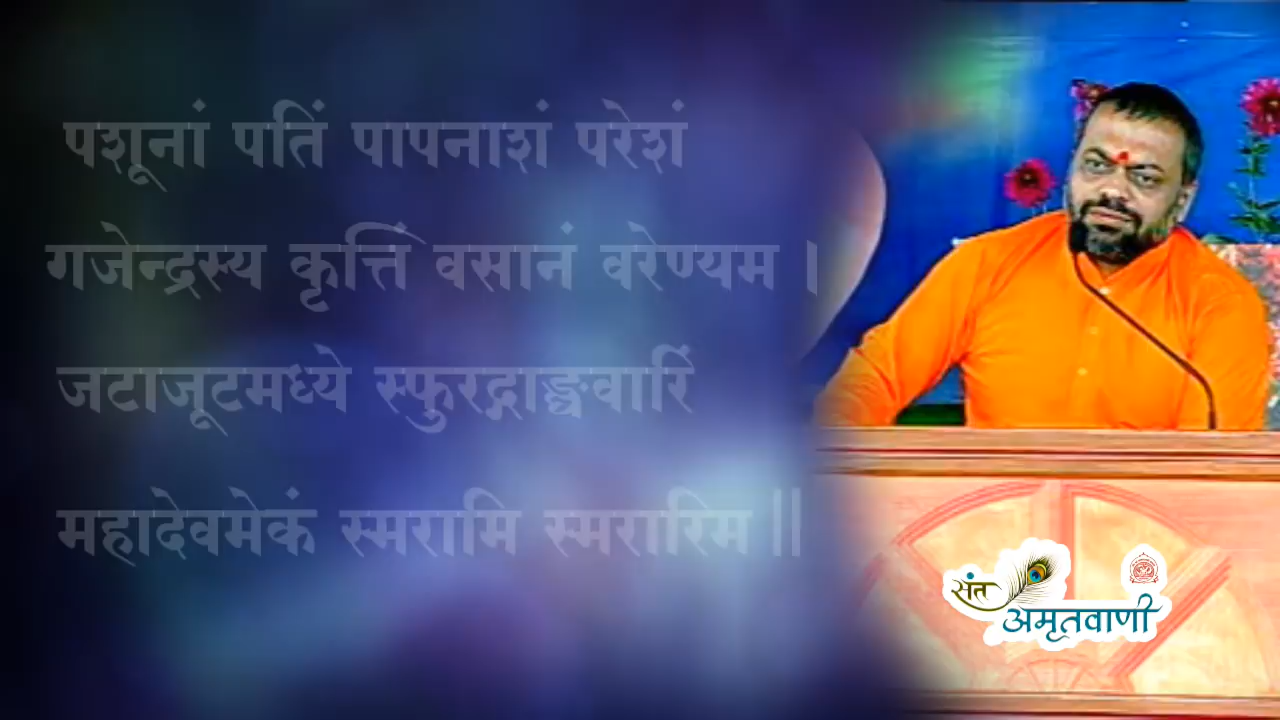 पशूनां पतिं पापनाशं परेशं
गजेन्द्रस्य कृत्तिं वसानं वरेण्यम ।
जटाजूटमध्ये स्फुरद्गाङ्गवारिं
महादेवमेकं स्मरामि स्मरारिम ||
संत
अमृतवाणी